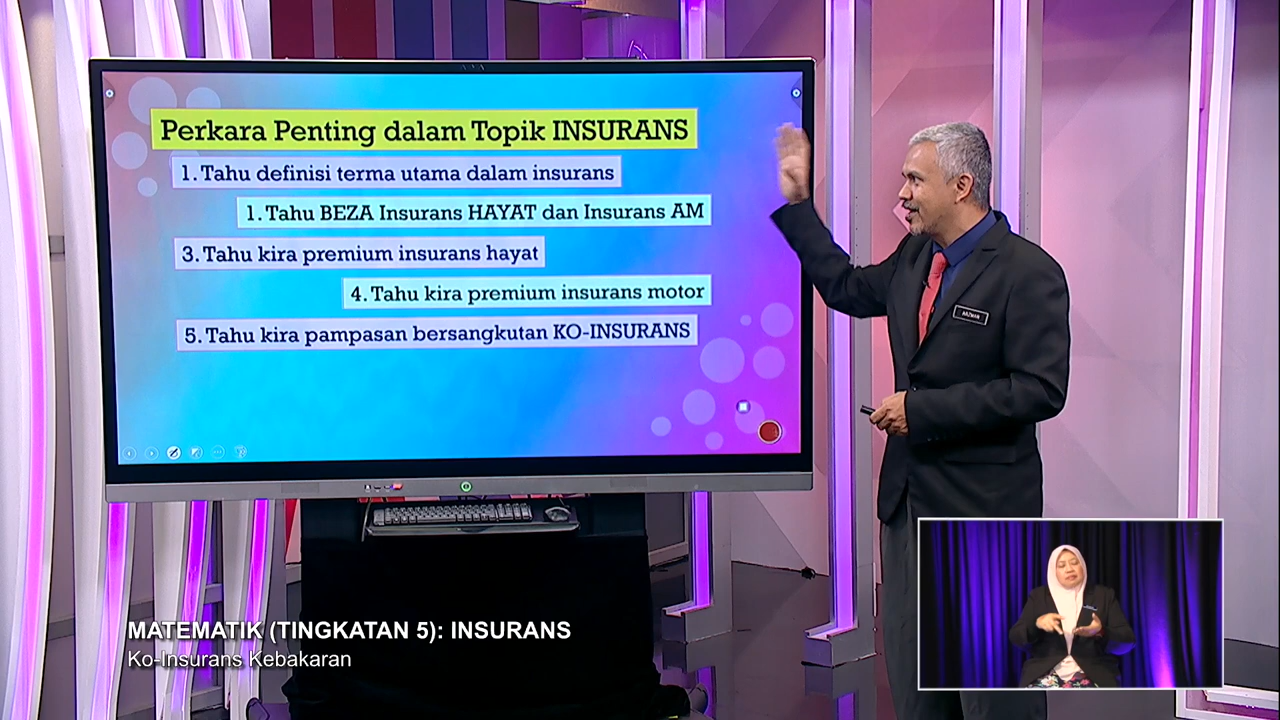 Perkara Penting dalam Topik INSURANS
1. Tahu definisi terma utama dalam insurans
1. Tahu BEZA Insurans HAYAT dan Insurans AM
3. Tahu kira premium insurans hayat
4. Tahu kira premium insurans motor
5. Tahu kira pampasan bersangkutan KO-INSURANS
AZMAN
MATEMATIK (TINGKATAN 5): INSURANS
Ko-Insurans Kebakaran